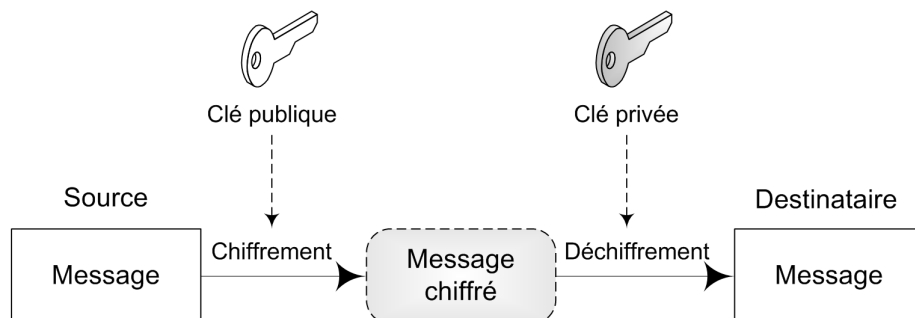 Clé publique
Clé privée
Source
Destinataire
Message
Chiffrement
Message
chiffré
Déchiffrement
Message